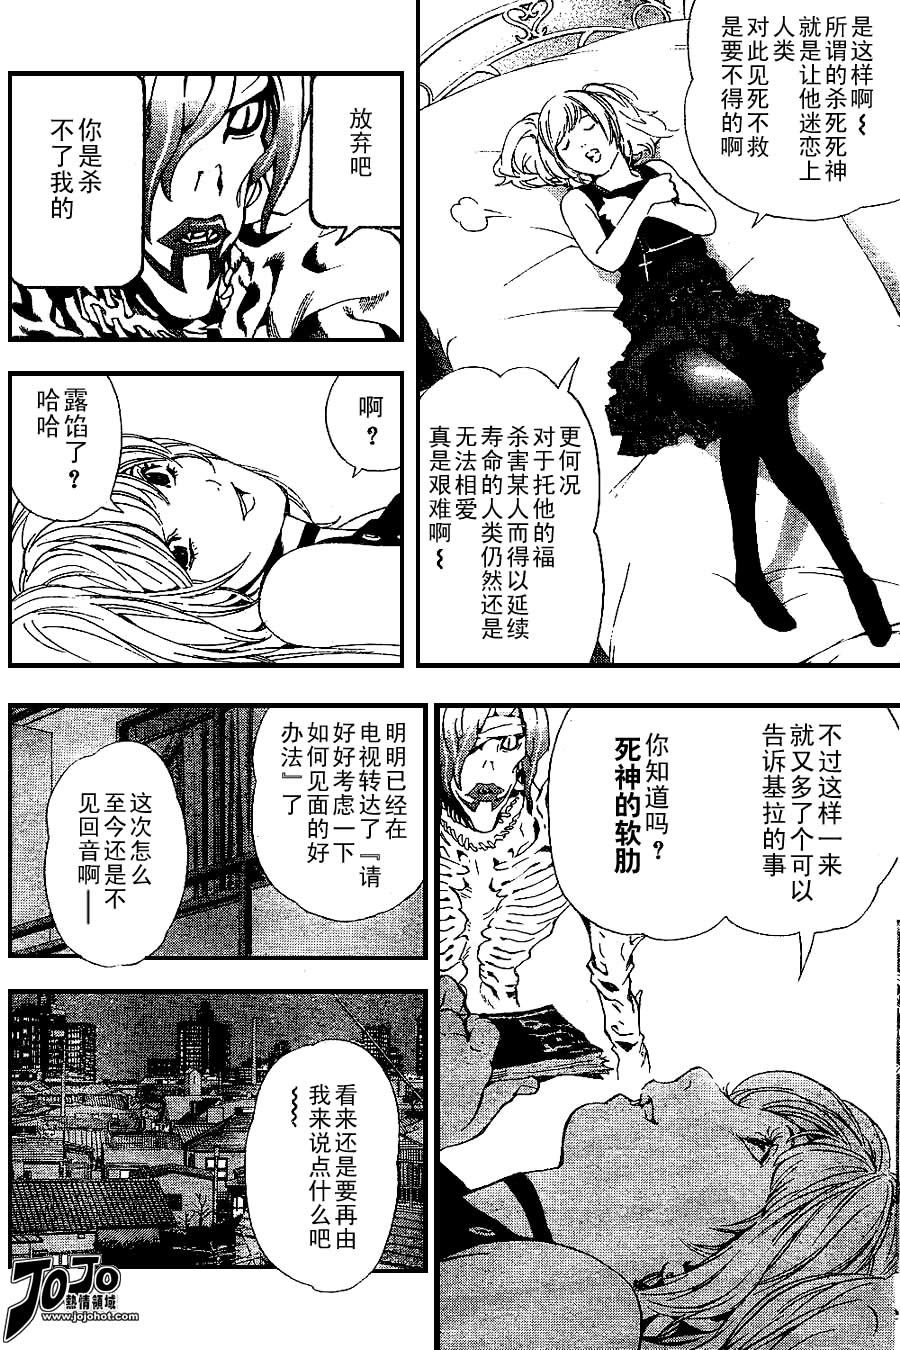 是这样啊~
所谓的杀死死神
就是让他迷恋上
人类
对此见死不救
是要不得的啊
更何况
对于托他的福
杀害某人而得以延续
寿命的人类仍然还是
无法相爱
真是艰难啊~
放弃吧
你是杀
不了我的
啊?
露馅了?
哈哈
不过这样一来
就又多了个可以
告诉基拉的事
你知道吗?
死神的软肋
明明已经在
电视转达了『请
好好考虑一下
如何见面的好
办法』了
这次怎么
至今还是不
见回音啊——
看来还是要再由
我来说点什么吧
~
JOJO
热情领域
www.jojohot.com